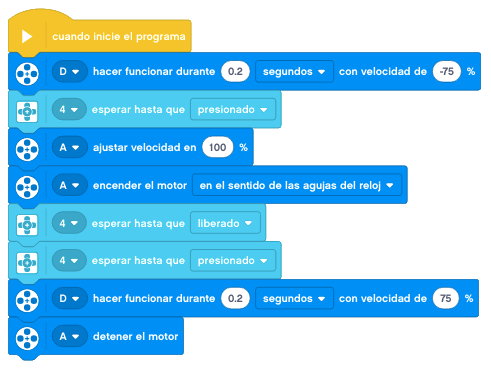 cuando inicie el programa
D hacer funcionar durante 0.2 segundos con velocidad de -75 %
4 esperar hasta que presionado
A ajustar velocidad en 100 %
A encender el motor en el sentido de las agujas del reloj
4 esperar hasta que liberado
4 esperar hasta que presionado
D hacer funcionar durante 0.2 segundos con velocidad de 75 %
A detener el motor